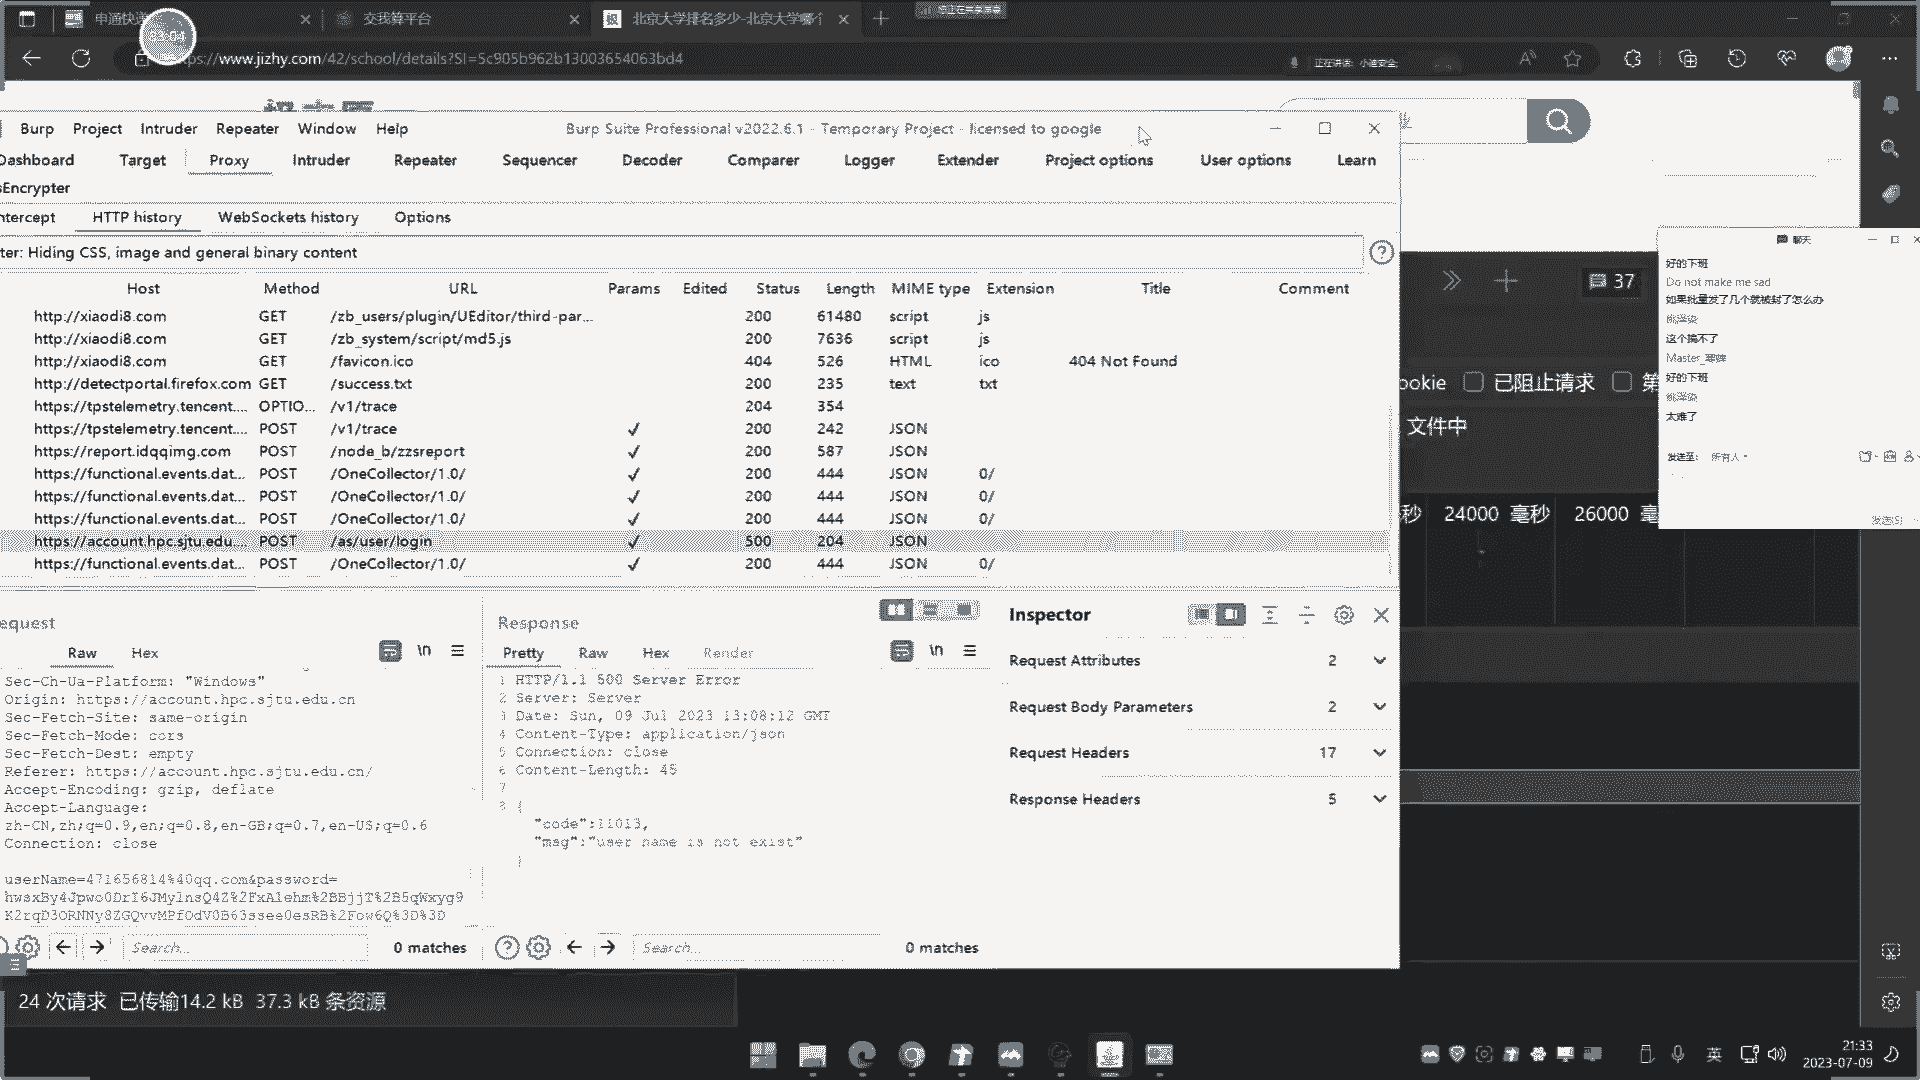 申通快递
交我算平台
北京大学排名多少-北京大学哪个
63:04
www.jizhy.com/42/school/details?SI=5c905b962b13003654063bd4
正在讲话: 小迪安全;
Burp Project Intruder Repeater Window Help
Burp Suite Professional v2022.6.1 - Temporary Project - licensed to google
Dashboard Target Proxy Intruder Repeater Sequencer Decoder Comparer Logger Extender Project options User options Learn
sEncrypter
ntercept HTTP history WebSockets history Options
ter: Hiding CSS, image and general binary content
Host Method URL Params Edited Status Length MIME type Extension Title Comment
http://xiaodi8.com GET /zb_users/plugin/UEditor/third-par... 200 61480 script js
http://xiaodi8.com GET /zb_system/script/md5.js 200 7636 script js
http://xiaodi8.com GET /favicon.ico 404 526 HTML ico 404 Not Found
http://detectportal.firefox.com GET /success.txt 200 235 text txt
https://tpstelemetry.tencent.... OPTIO... /v1/trace 204 354
https://tpstelemetry.tencent.... POST /v1/trace ✓ 200 242 JSON
https://report.idqqimg.com POST /node_b/zzsreport ✓ 200 587 JSON
https://functional.events.dat... POST /OneCollector/1.0/ ✓ 200 444 JSON 0/
https://functional.events.dat... POST /OneCollector/1.0/ ✓ 200 444 JSON 0/
https://functional.events.dat... POST /OneCollector/1.0/ ✓ 200 444 JSON 0/
https://account.hpc.sjtu.edu.... POST /as/user/login ✓ 500 204 JSON
https://functional.events.dat... POST /OneCollector/1.0/ ✓ 200 444 JSON 0/
equest
Raw Hex
\n
Sec-Ch-Ua-Platform: "Windows"
Origin: https://account.hpc.sjtu.edu.cn
Sec-Fetch-Site: same-origin
Sec-Fetch-Mode: cors
Sec-Fetch-Dest: empty
Referer: https://account.hpc.sjtu.edu.cn/
Accept-Encoding: gzip, deflate
Accept-Language:
zh-CN,zh;q=0.9,en;q=0.8,en-GB;q=0.7,en-US;q=0.6
Connection: close
userName=471656814%40qq.com&password=
Search...
0 matches
Response
Pretty Raw Hex Render
\n
1 HTTP/1.1 500 Server Error
2 Server: Server
3 Date: Sun, 09 Jul 2023 13:08:12 GMT
4 Content-Type: application/json
5 Connection: close
6 Content-Length: 45
7
8 {
"code":11013,
"msg":"user name is not exist"
}
Search...
0 matches
Inspector
Request Attributes 2
Request Body Parameters 2
Request Headers 17
Response Headers 5
37
ookie 已阻止请求 第
文件中
秒 24000 毫秒 26000 毫
聊天
好的下班
Do not make me sad
如果批量发了几个就被封了怎么办
这个搞不了
好的下班
太难了
发送至: 所有人
发送(S)
24 次请求 已传输14.2 kB 37.3 kB 条资源
英
21:33
2023-07-09